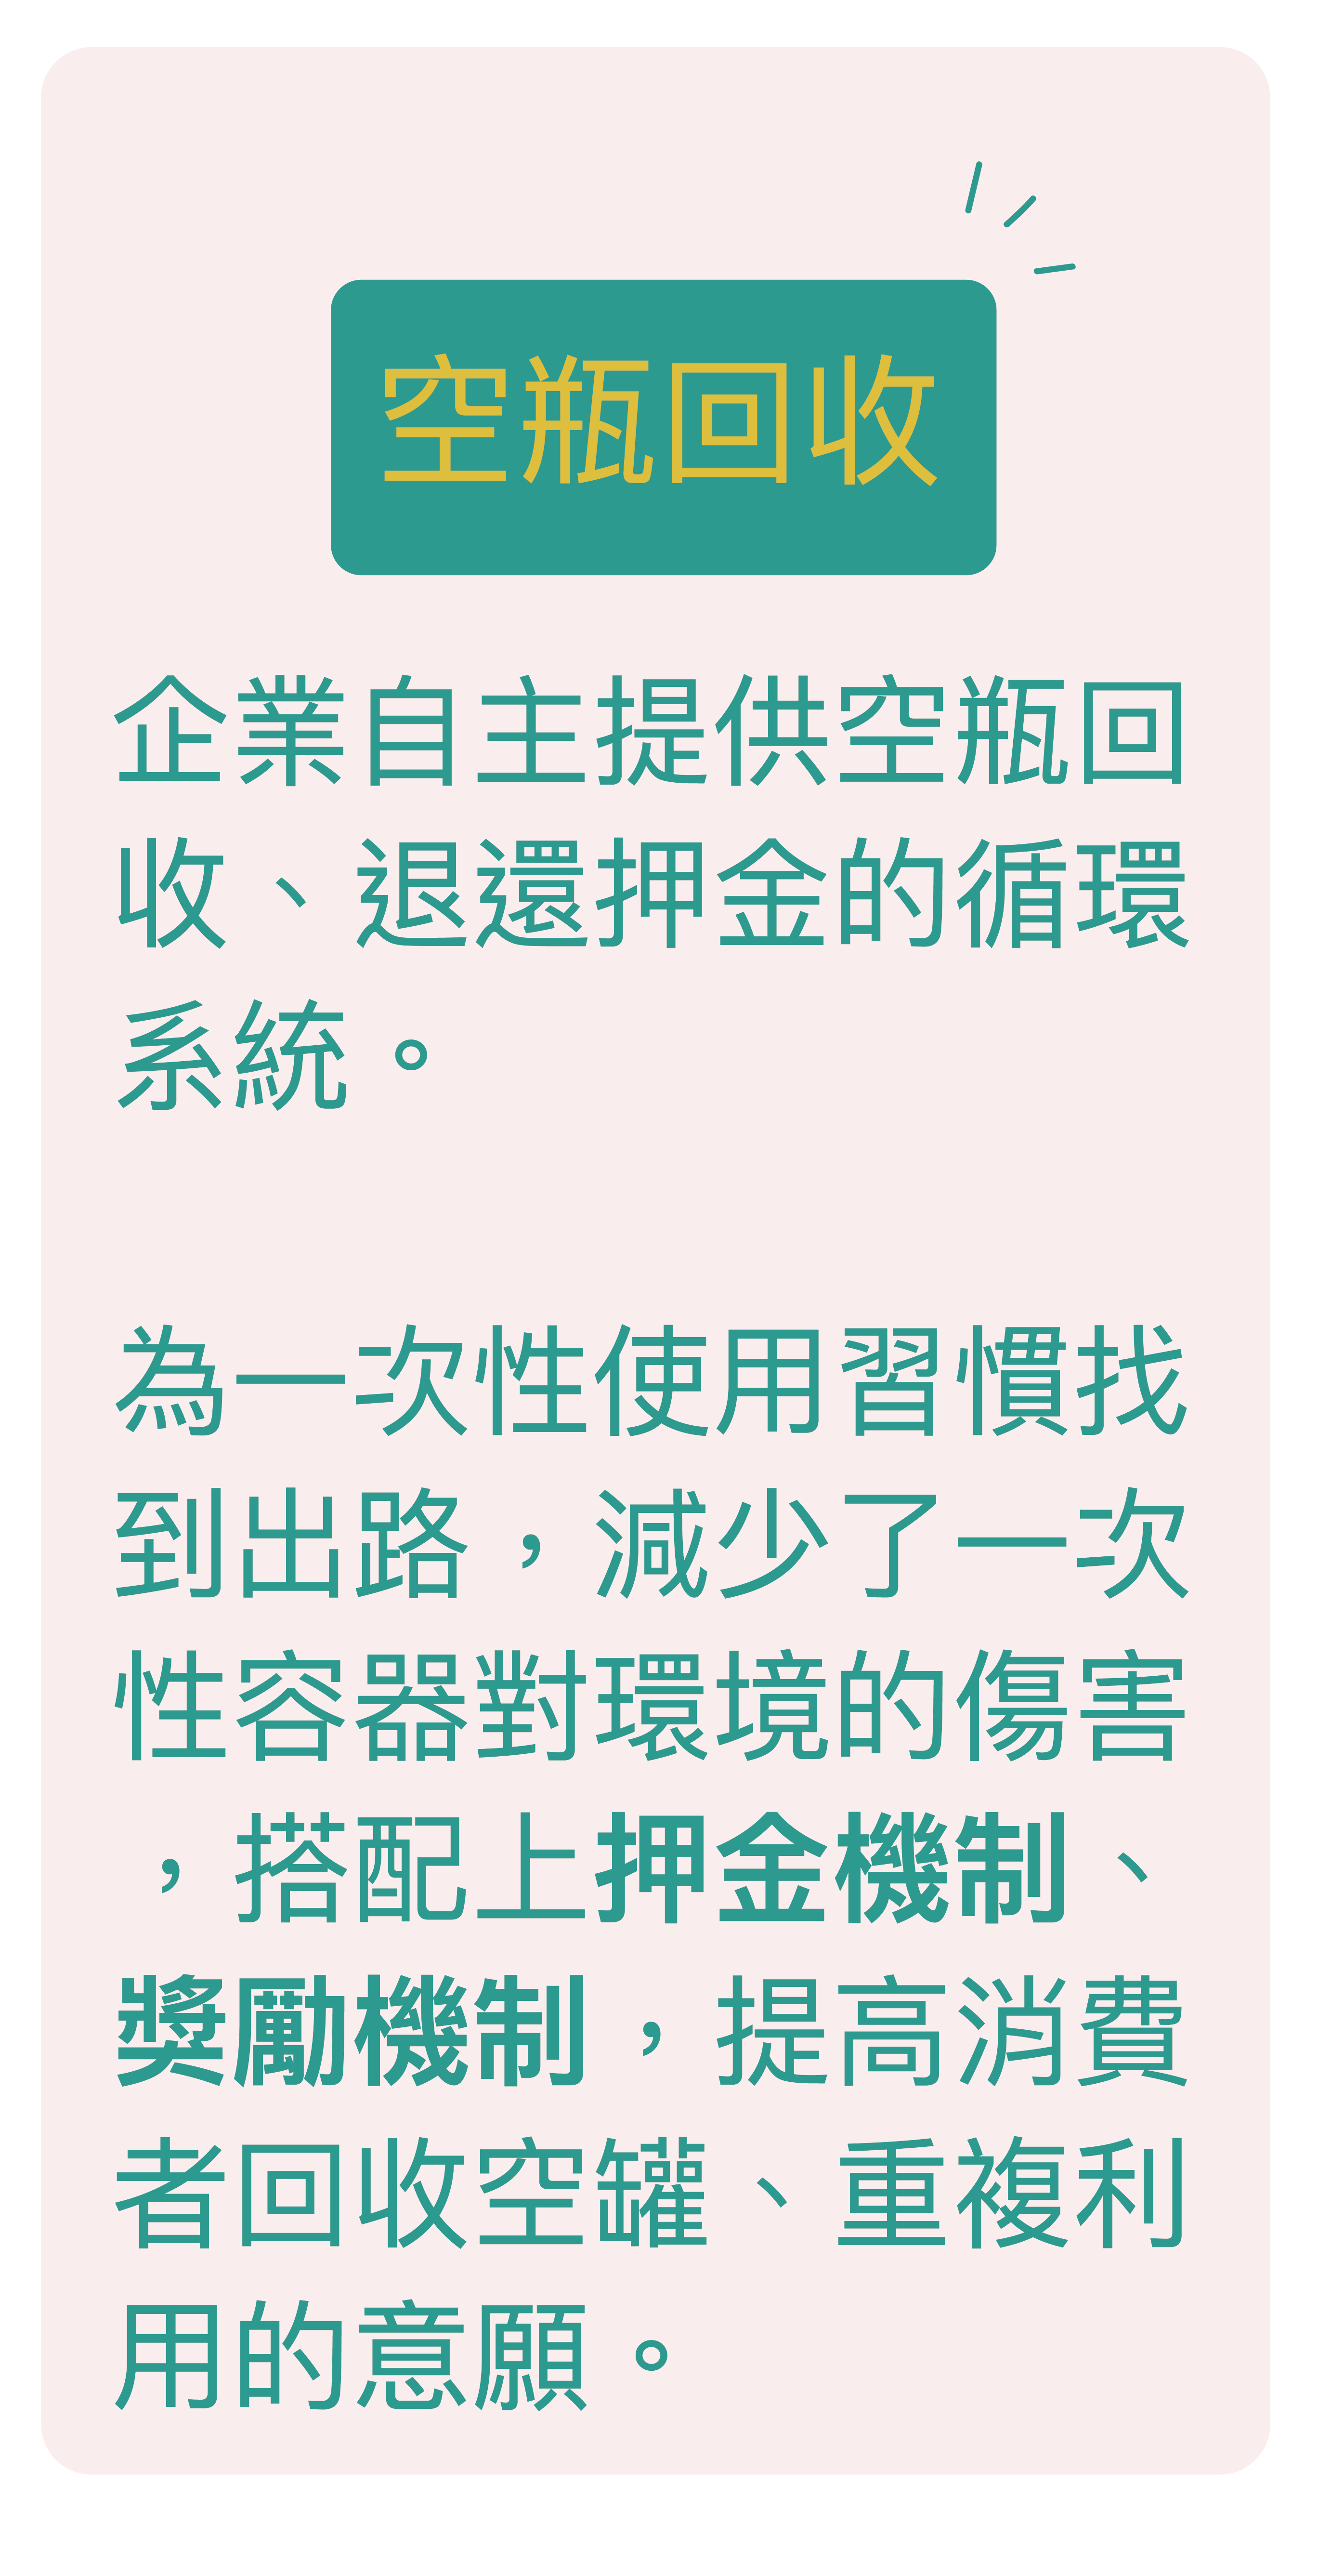 空瓶回收
企業自主提供空瓶回
收、退還押金的循環
系統。
為一次性使用習慣找
到出路，減少了一次
性容器對環境的傷害
，搭配上押金機制、
獎勵機制，提高消費
者回收空罐、重複利
用的意願。